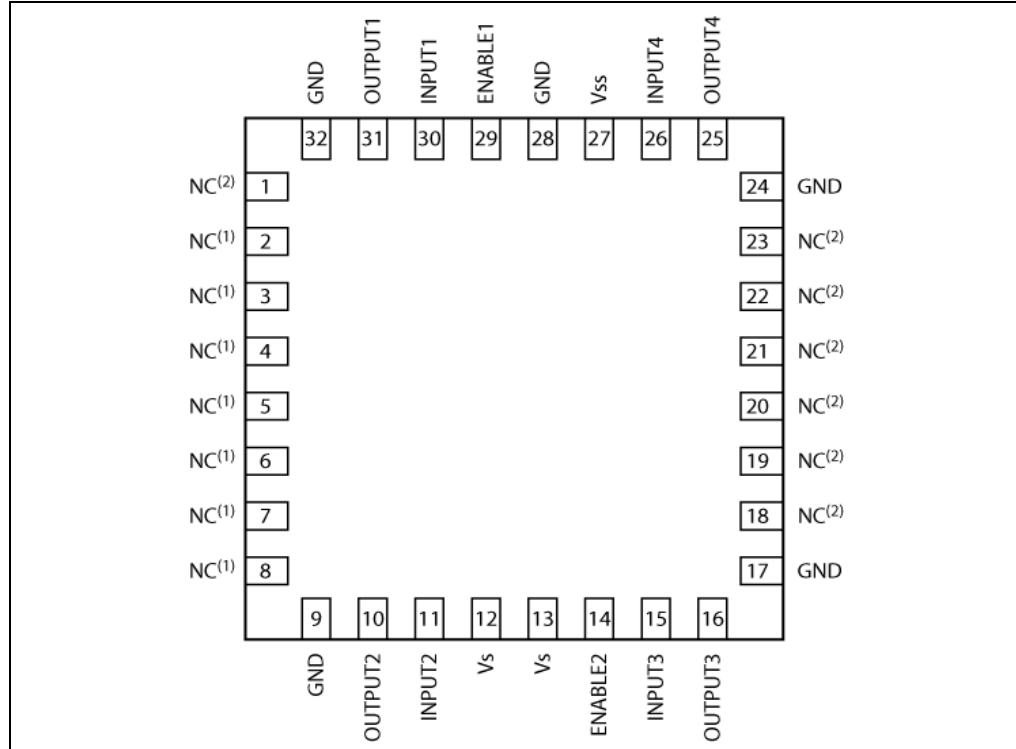 GND OUTPUT1 INPUT1 ENABLE1 GND Vss INPUT4 OUTPUT4
32 31 30 29 28 27 26 25
NC(2) 1 24 GND
NC(1) 2 23 NC(2)
NC(1) 3 22 NC(2)
NC(1) 4 21 NC(2)
NC(1) 5 20 NC(2)
NC(1) 6 19 NC(2)
NC(1) 7 18 NC(2)
NC(1) 8 17 GND
9 10 11 12 13 14 15 16
GND OUTPUT2 INPUT2 Vs Vs ENABLE2 INPUT3 OUTPUT3